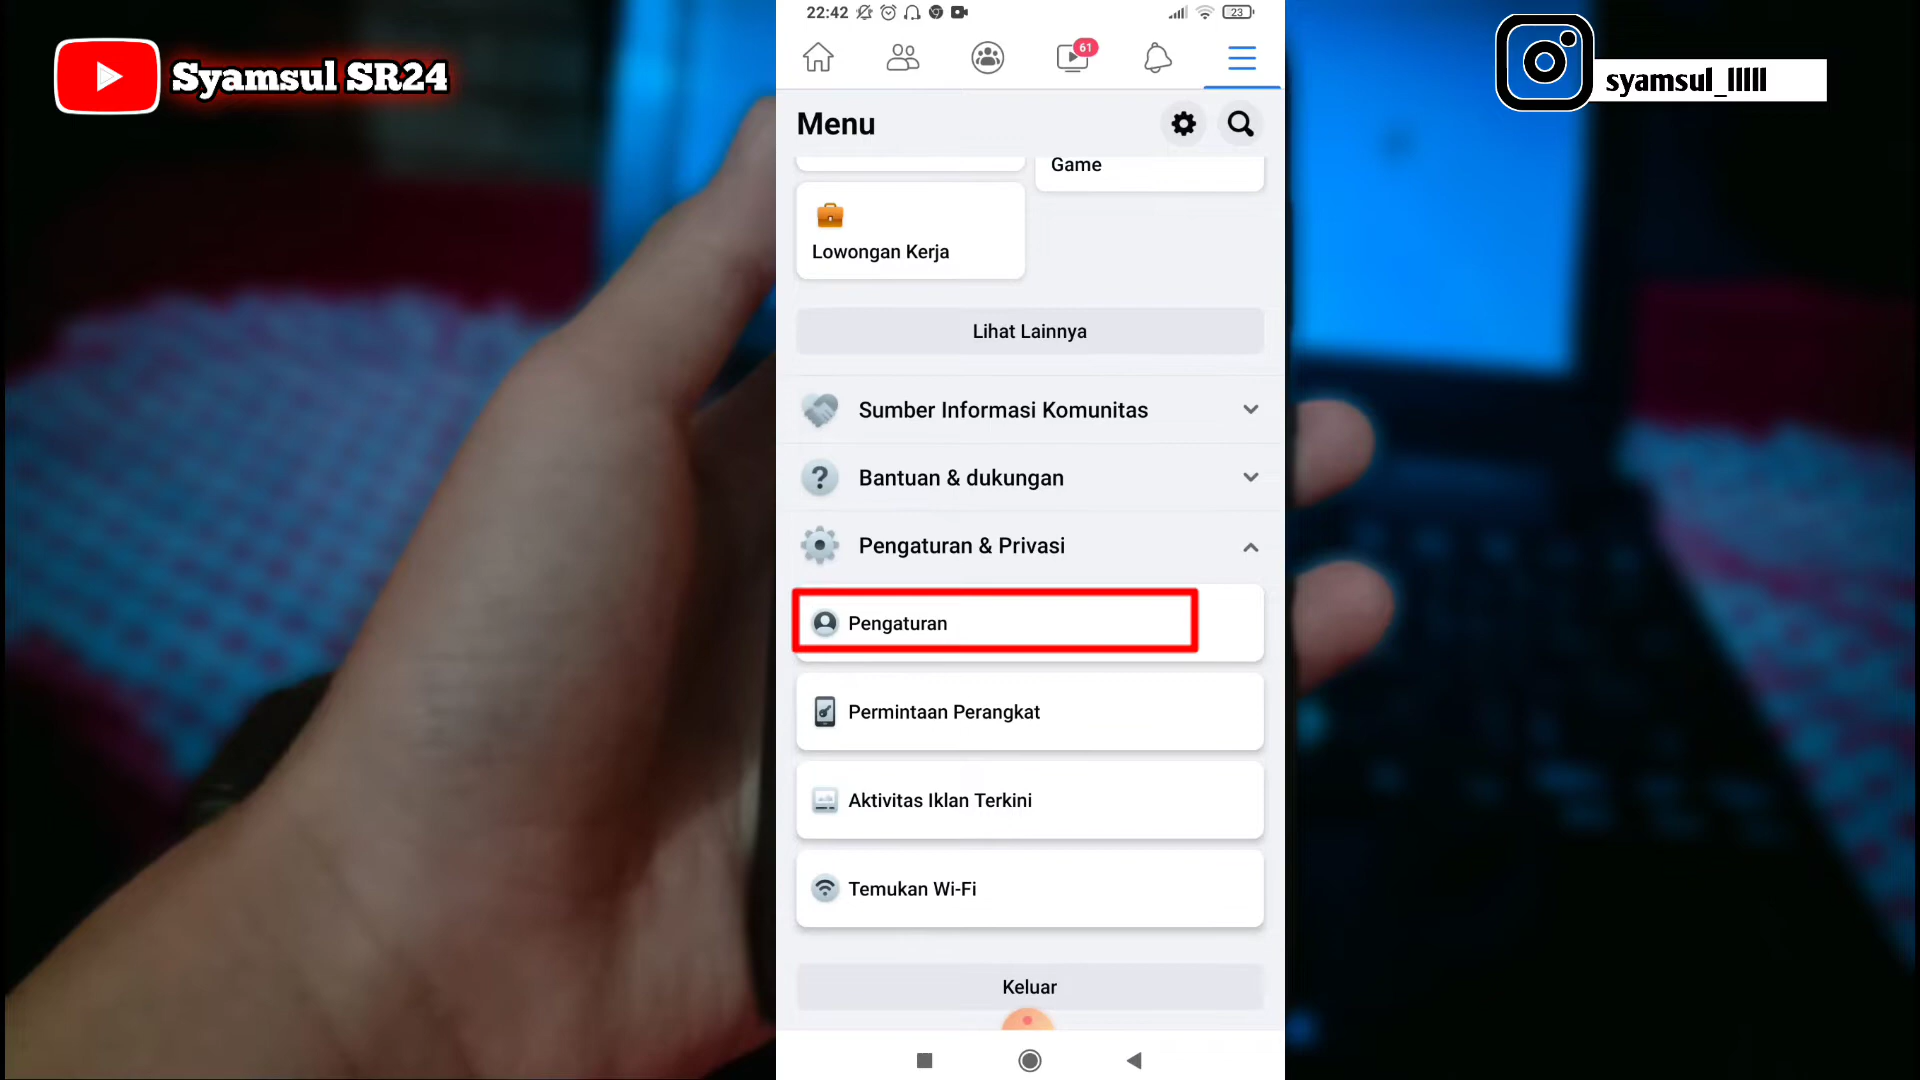 22:42
23
Syamsul SR24
61
syamsul_lllll
Menu
Game
Lowongan Kerja
Lihat Lainnya
Sumber Informasi Komunitas
Bantuan & dukungan
Pengaturan & Privasi
Pengaturan
Permintaan Perangkat
Aktivitas Iklan Terkini
Temukan Wi-Fi
Keluar